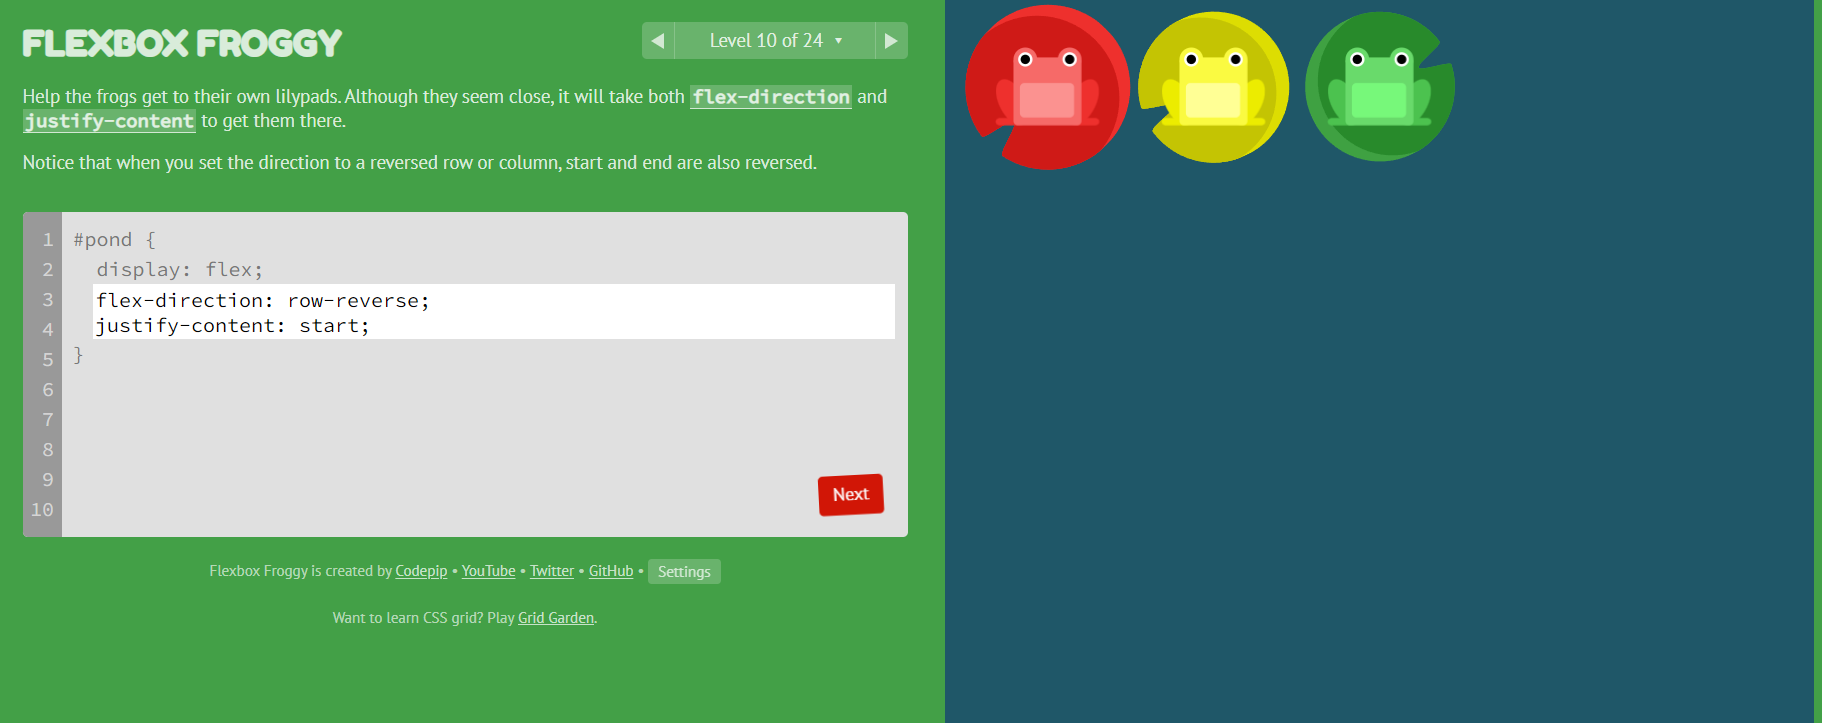 FLEXBOX FROGGY
Level 10 of 24
Help the frogs get to their own lilypads. Although they seem close, it will take both flex-direction and
justify-content to get them there.
Notice that when you set the direction to a reversed row or column, start and end are also reversed.
1 #pond {
2 display: flex;
3 flex-direction: row-reverse;
4 justify-content: start;
5 }
6
7
8
9
10
Next
Flexbox Froggy is created by Codepip • YouTube • Twitter • GitHub • Settings
Want to learn CSS grid? Play Grid Garden.